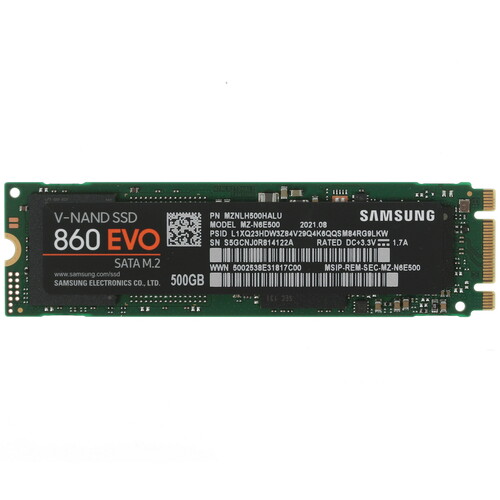 V-NAND SSD
860 EVO
SATA M.2
www.samsung.com/ssd
SAMSUNG ELECTRONICS CO., LTD.
500GB
PN MZNLH500HALU
MODEL MZ-N6E500 2021.08
PSID L1XQ23HDW3Z84V29Q4K6QQSM84RG9LKW
SN S5GCNJ0R814122A RATED DC+3.3V 1.7A
WWN 5002538E31817C00 MSIP-REM-SEC-MZ-N6E500
SAMSUNG